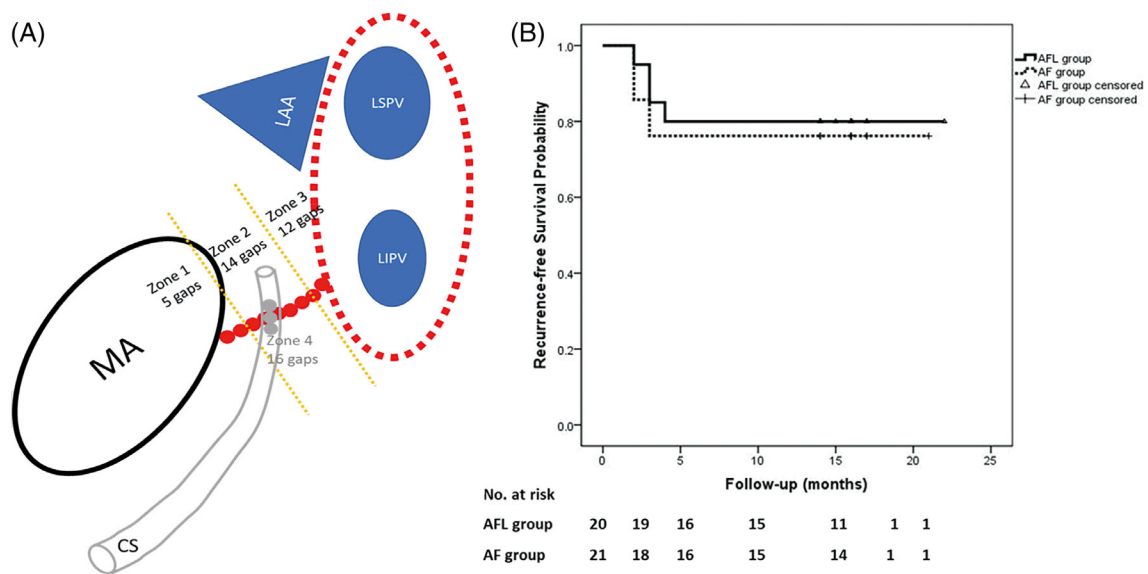 (A)
LAA
LSPV
LIPV
Zone 1
5 gaps
Zone 2
14 gaps
Zone 3
12 gaps
Zone 4
16 gaps
MA
CS
(B)
Recurrence-free Survival Probability
1.0
0.8
0.6
0.4
0.2
0.0
0 5 10 15 20 25
Follow-up (months)
AFL group
AF group
AFL group censored
AF group censored
No. at risk
AFL group 20 19 16 15 11 1 1
AF group 21 18 16 15 14 1 1